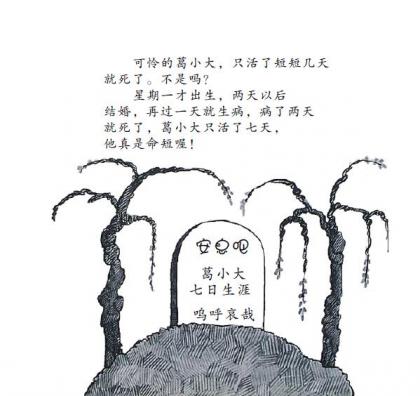 可怜的葛小大，只活了短短几天
就死了。不是吗？
星期一才出生，两天以后
结婚，再过一天就生病，病了两天
就死了，葛小大只活了七天，
他真是命短喔！
安息吧
葛小大
七日生涯
呜呼哀哉